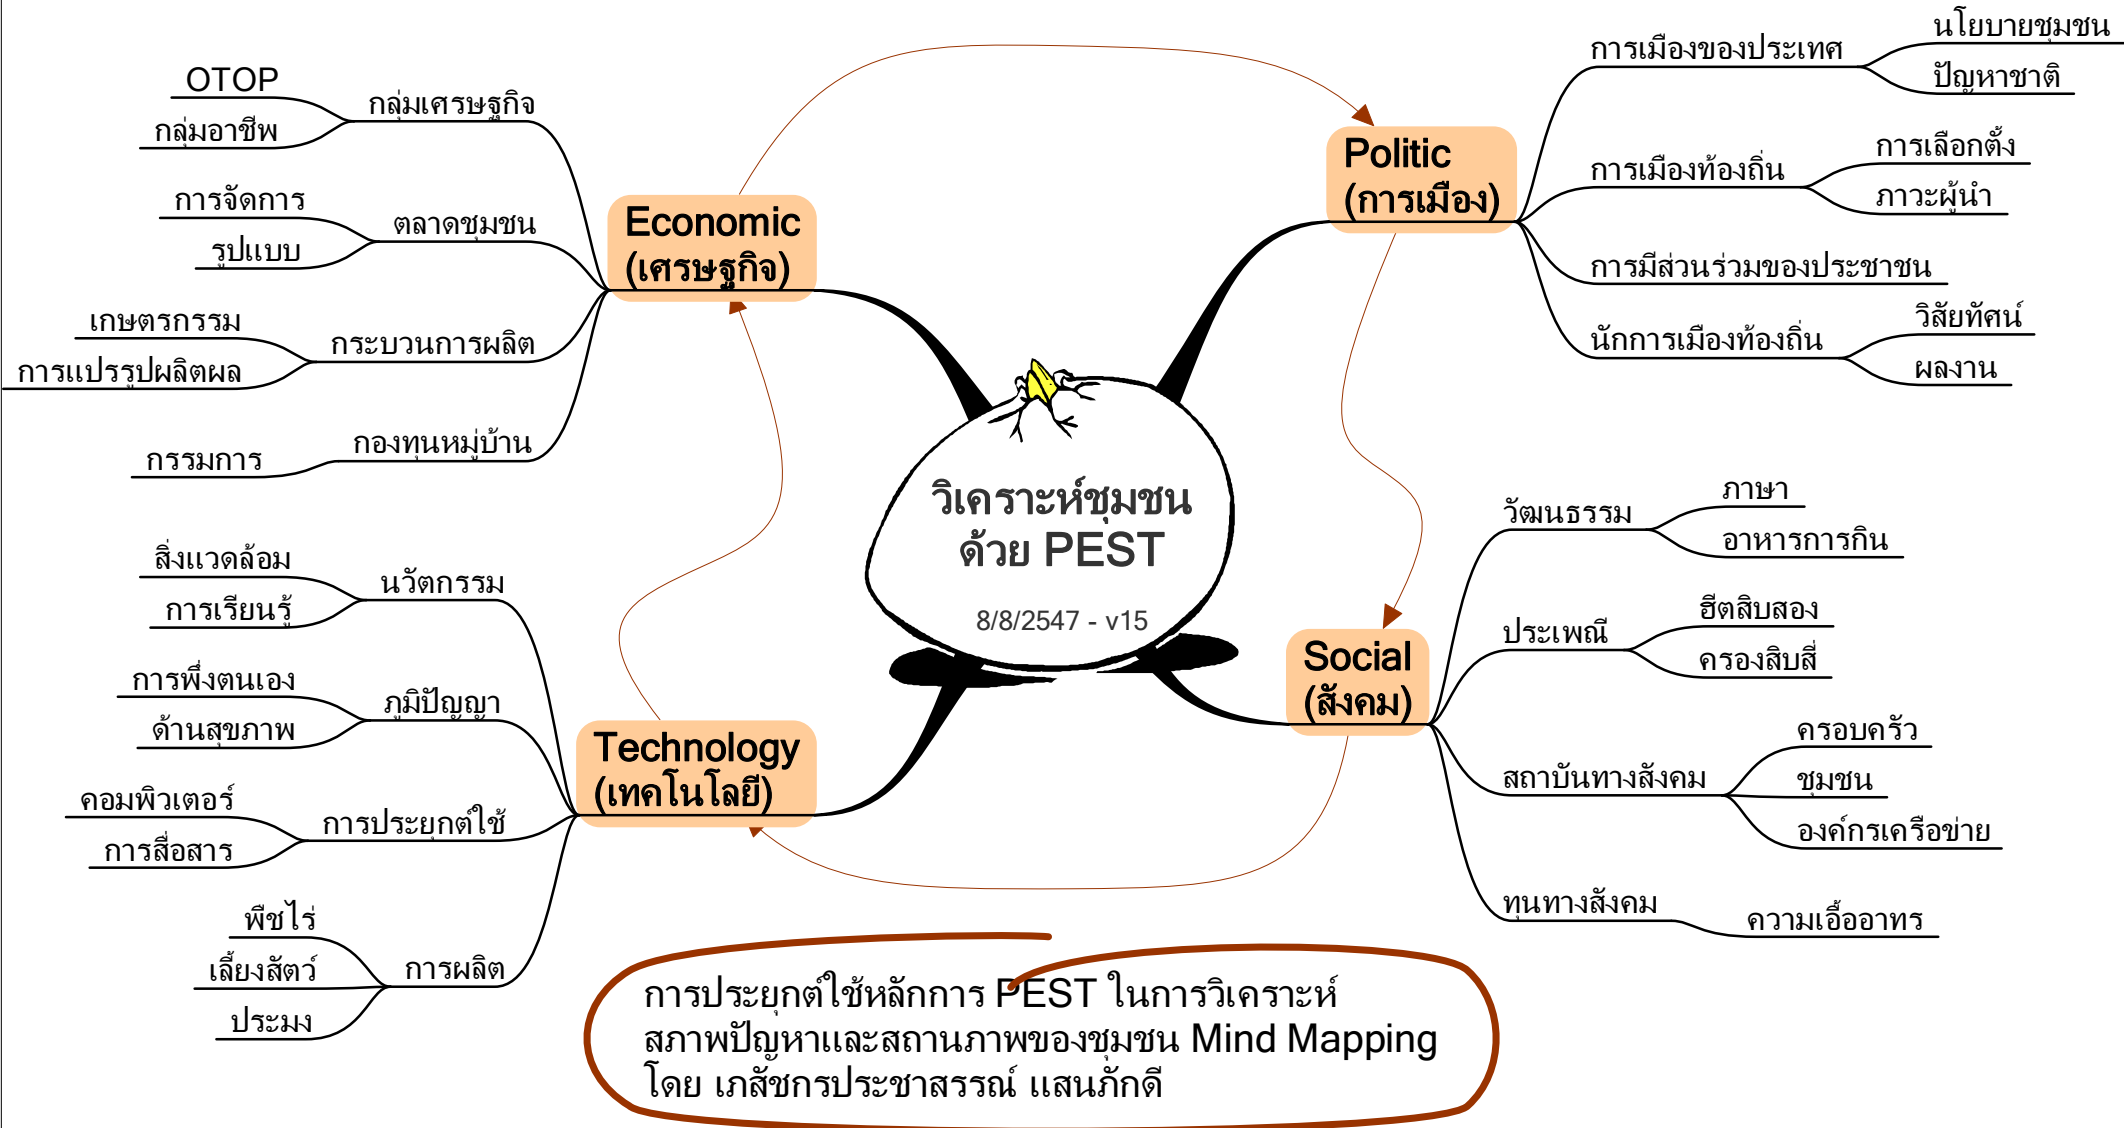 วิเคราะห์ชุมชน
ด้วย PEST
8/8/2547 - v15
Politic
(การเมือง)
การเมืองของประเทศ
นโยบายชุมชน
ปัญหาชาติ
การเมืองท้องถิ่น
การเลือกตั้ง
ภาวะผู้นำ
การมีส่วนร่วมของประชาชน
นักการเมืองท้องถิ่น
วิสัยทัศน์
ผลงาน
Economic
(เศรษฐกิจ)
กลุ่มเศรษฐกิจ
OTOP
กลุ่มอาชีพ
ตลาดชุมชน
การจัดการ
รูปแบบ
กระบวนการผลิต
เกษตรกรรม
การแปรรูปผลิตผล
กองทุนหมู่บ้าน
กรรมการ
Social
(สังคม)
วัฒนธรรม
ภาษา
อาหารการกิน
ประเพณี
ฮีตสิบสอง
ครองสิบสี่
สถาบันทางสังคม
ครอบครัว
ชุมชน
องค์กรเครือข่าย
ทุนทางสังคม
ความเอื้ออาทร
Technology
(เทคโนโลยี)
นวัตกรรม
สิ่งแวดล้อม
การเรียนรู้
ภูมิปัญญา
การพึ่งตนเอง
ด้านสุขภาพ
การประยุกต์ใช้
คอมพิวเตอร์
การสื่อสาร
การผลิต
พืชไร่
เลี้ยงสัตว์
ประมง
การประยุกต์ใช้หลักการ PEST ในการวิเคราะห์
สภาพปัญหาและสถานภาพของชุมชน Mind Mapping
โดย เภสัชกรประชาสรรณ์ แสนภักดี